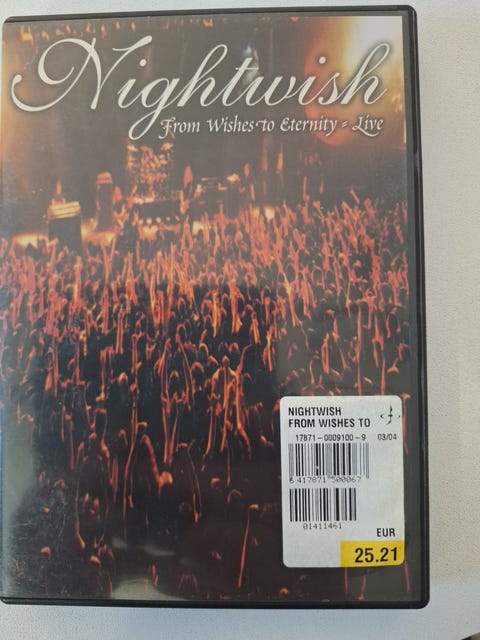 Nightwish
From Wishes to Eternity - Live
NIGHTWISH
FROM WISHES TO
17871-0009100-9 03/04
6 417871 500067
01411461
EUR
25.21